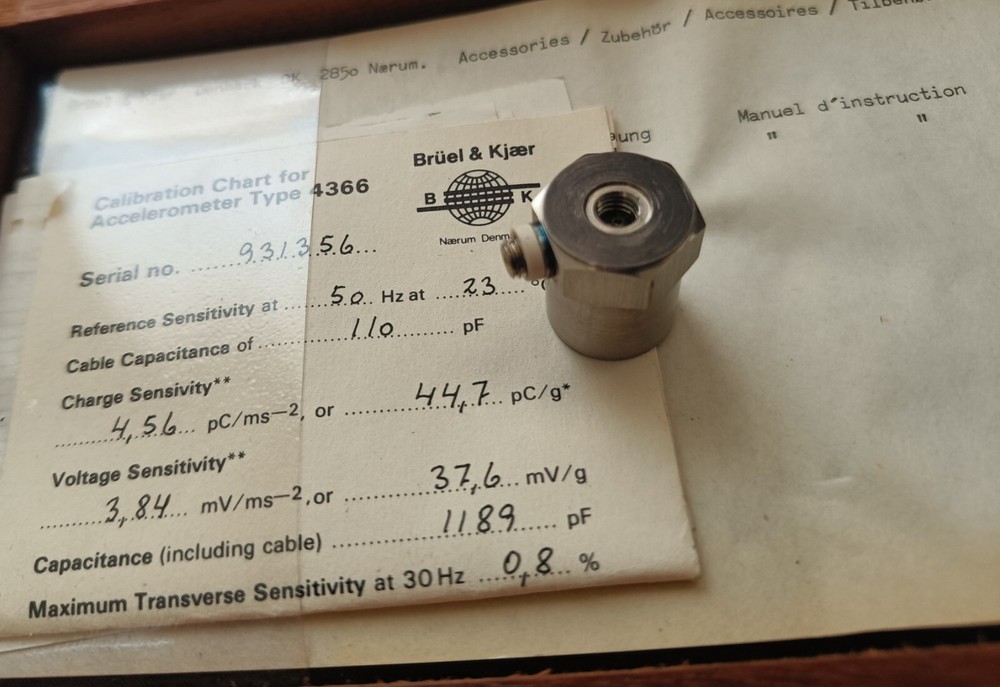 2850 Nærum.
Accessories / Zubehör / Accessoires /
Manuel d'instruction
" "
Brüel & Kjær
B K
Nærum
Calibration Chart for
Accelerometer Type 4366
Serial no. ......931356...
Reference Sensitivity at ......50.. Hz at ....23....
Cable Capacitance of ......110...... pF
Charge Sensivity**
......4,56... pC/ms−2, or ......44,7... pC/g*
Voltage Sensitivity**
......3,84... mV/ms−2, or ......37,6... mV/g
Capacitance (including cable) ......1189...... pF
Maximum Transverse Sensitivity at 30 Hz ....0,8... %